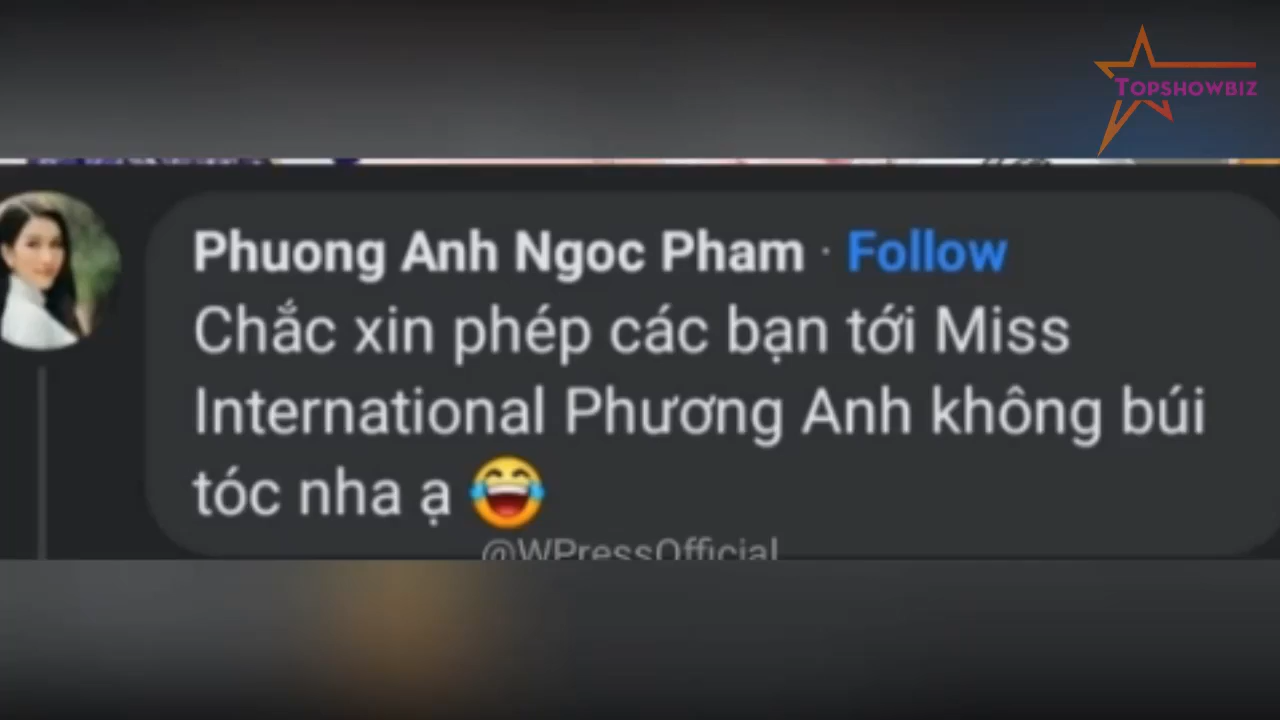 TOPSHOWBIZ
Phuong Anh Ngoc Pham · Follow
Chắc xin phép các bạn tới Miss
International Phương Anh không búi
tóc nha ạ 😂
@WPressOfficial